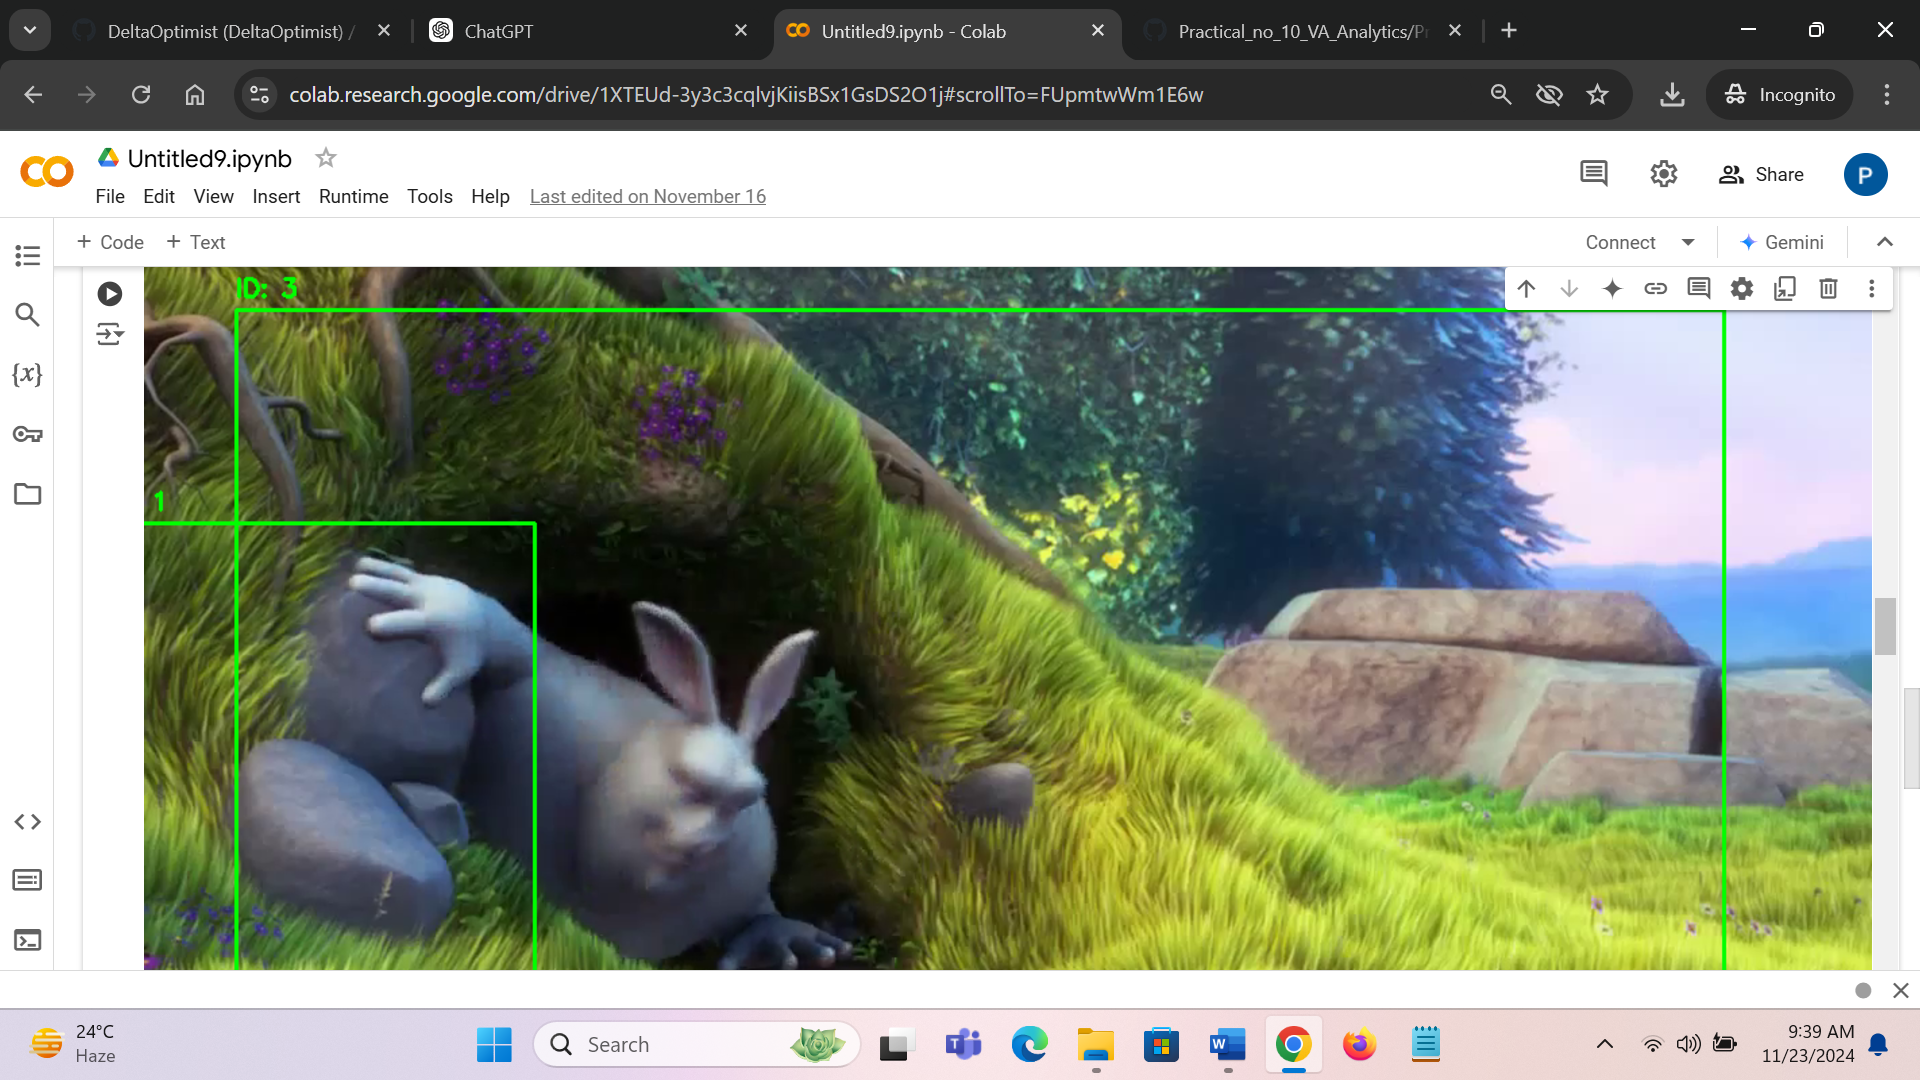 DeltaOptimist (DeltaOptimist) /
ChatGPT
Untitled9.ipynb - Colab
Practical_no_10_VA_Analytics/Pr
colab.research.google.com/drive/1XTEUd-3y3c3cqlvjKiisBSx1GsDS2O1j#scrollTo=FUpmtwWm1E6w
Incognito
Untitled9.ipynb
File Edit View Insert Runtime Tools Help Last edited on November 16
Share
P
+ Code + Text
Connect
Gemini
ID: 3
{x}
1
24°C
Haze
Search
9:39 AM
11/23/2024